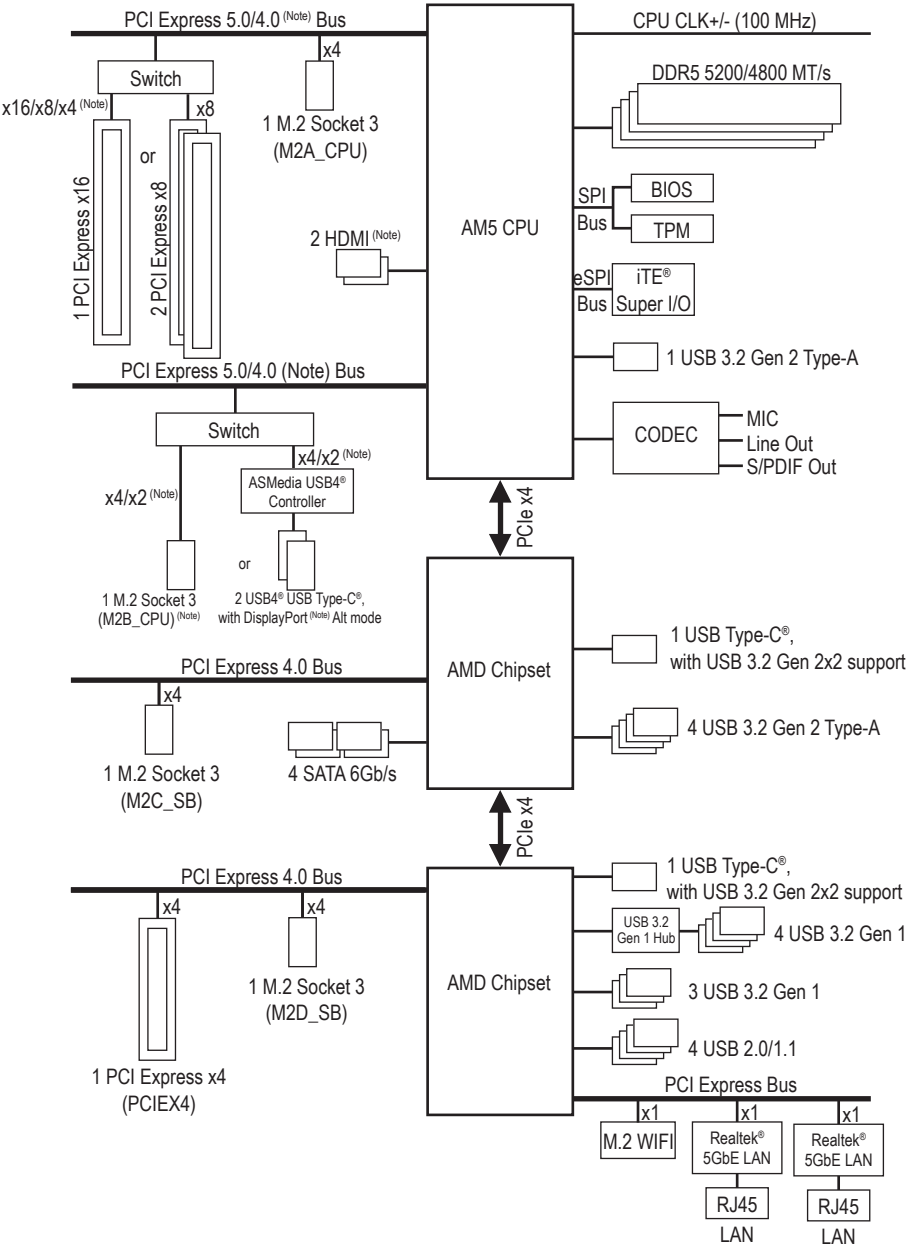 PCI Express 5.0/4.0 (Note) Bus
x4
Switch
x16/x8/x4 (Note)
x8
1 PCI Express x16
or
2 PCI Express x8
1 M.2 Socket 3
(M2A_CPU)
2 HDMI (Note)
AM5 CPU
CPU CLK+/- (100 MHz)
DDR5 5200/4800 MT/s
SPI
Bus
BIOS
TPM
eSPI
Bus
iTE®
Super I/O
1 USB 3.2 Gen 2 Type-A
CODEC
MIC
Line Out
S/PDIF Out
PCI Express 5.0/4.0 (Note) Bus
Switch
x4/x2 (Note)
x4/x2 (Note)
ASMedia USB4®
Controller
or
1 M.2 Socket 3
(M2B_CPU) (Note)
2 USB4® USB Type-C®,
with DisplayPort (Note) Alt mode
PCIe x4
AMD Chipset
1 USB Type-C®,
with USB 3.2 Gen 2x2 support
4 USB 3.2 Gen 2 Type-A
PCI Express 4.0 Bus
x4
1 M.2 Socket 3
(M2C_SB)
4 SATA 6Gb/s
PCIe x4
PCI Express 4.0 Bus
x4
x4
1 M.2 Socket 3
(M2D_SB)
1 PCI Express x4
(PCIEX4)
AMD Chipset
1 USB Type-C®,
with USB 3.2 Gen 2x2 support
USB 3.2
Gen 1 Hub
4 USB 3.2 Gen 1
3 USB 3.2 Gen 1
4 USB 2.0/1.1
PCI Express Bus
x1
x1
x1
M.2 WIFI
Realtek®
5GbE LAN
Realtek®
5GbE LAN
RJ45
RJ45
LAN
LAN